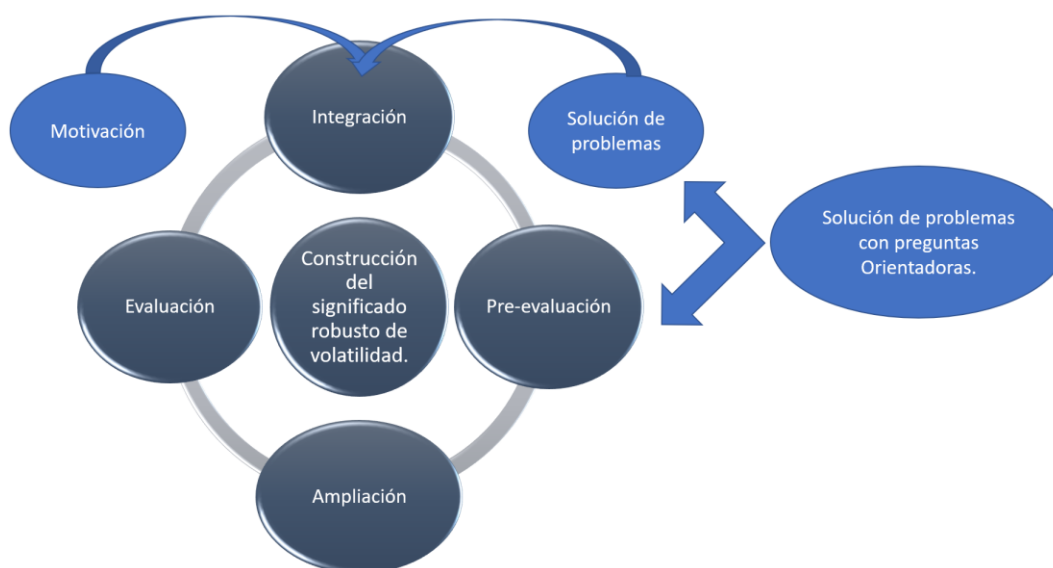 Integración
Motivación
Solución de
problemas
Solución de problemas
con preguntas
Orientadoras.
Construcción
del
significado
robusto de
volatilidad.
Evaluación
Pre-evaluación
Ampliación